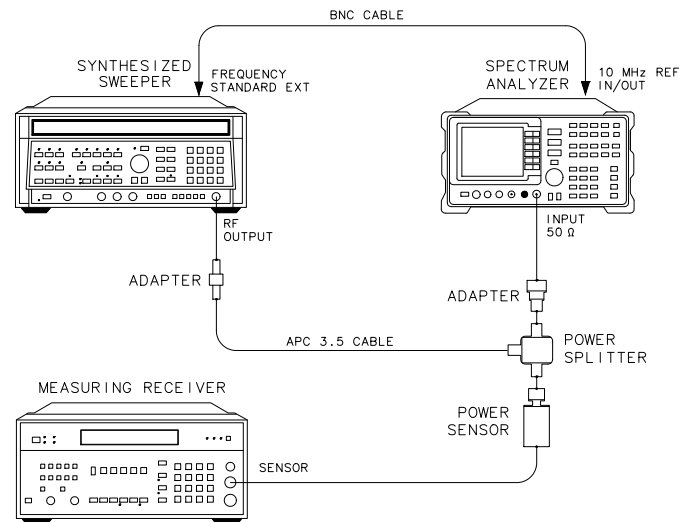 BNC CABLE
SYNTHESIZED
SWEEPER
FREQUENCY
STANDARD EXT
SPECTRUM
ANALYZER
10 MHz REF
IN/OUT
RF
OUTPUT
INPUT
50 Ω
ADAPTER
ADAPTER
APC 3.5 CABLE
POWER
SPLITTER
MEASURING RECEIVER
POWER
SENSOR
SENSOR